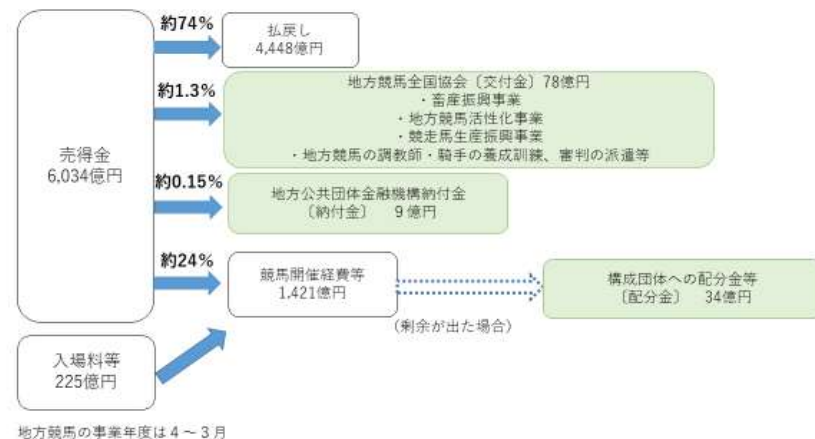 約74%
払戻し
4,448億円
約1.3%
地方競馬全国協会〔交付金〕78億円
・畜産振興事業
・地方競馬活性化事業
・競走馬生産振興事業
・地方競馬の調教師・騎手の養成訓練、審判の派遣等
売得金
6,034億円
約0.15%
地方公共団体金融機構納付金
〔納付金〕　９億円
約24%
競馬開催経費等
1,421億円
構成団体への配分金等
〔配分金〕　34億円
(剰余が出た場合)
入場料等
225億円
地方競馬の事業年度は４～３月